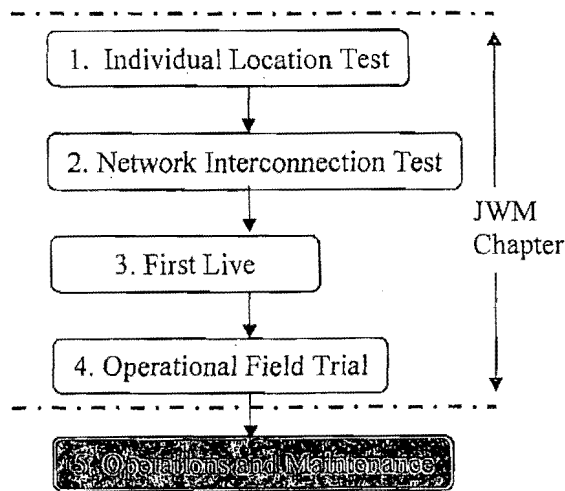 1. Individual Location Test
2. Network Interconnection Test
3. First Live
4. Operational Field Trial
JWM
Chapter
5. Operations and Maintenance